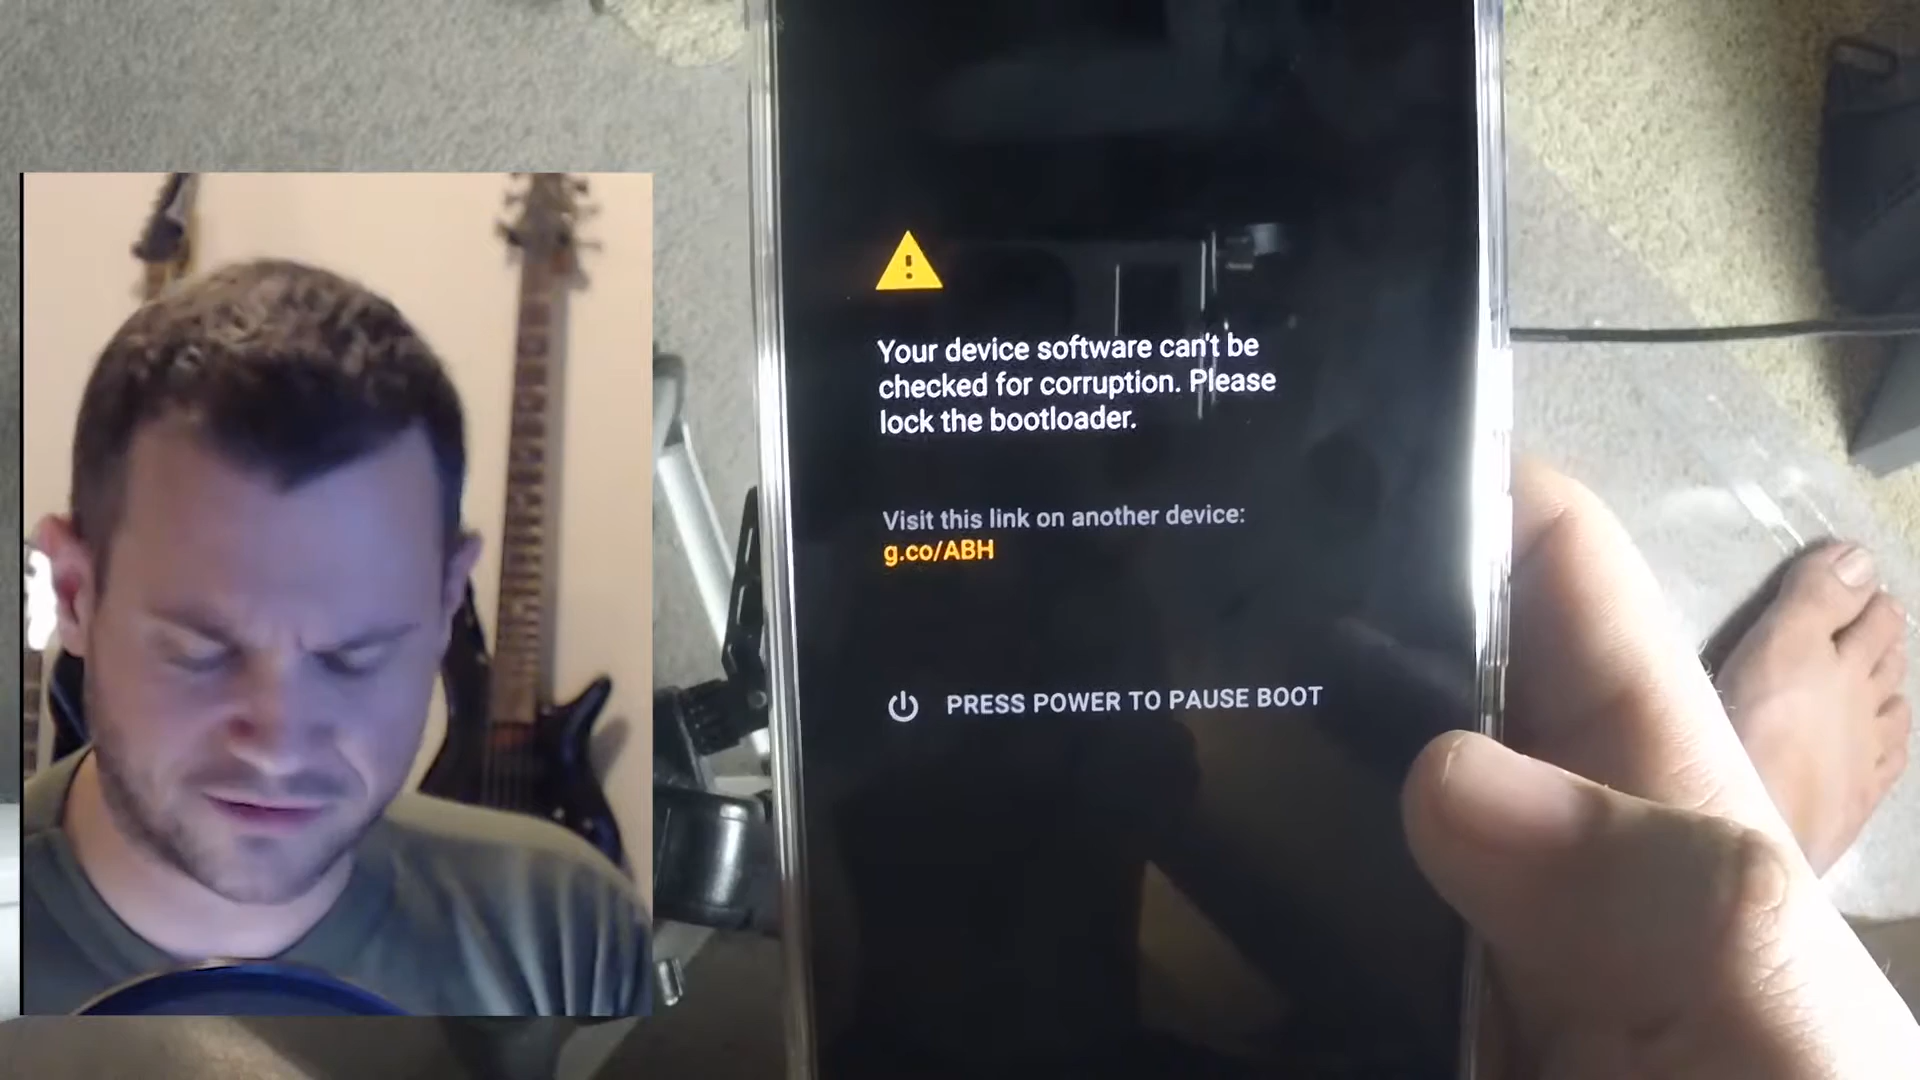 Your device software can't be
checked for corruption. Please
lock the bootloader.
Visit this link on another device:
g.co/ABH
PRESS POWER TO PAUSE BOOT